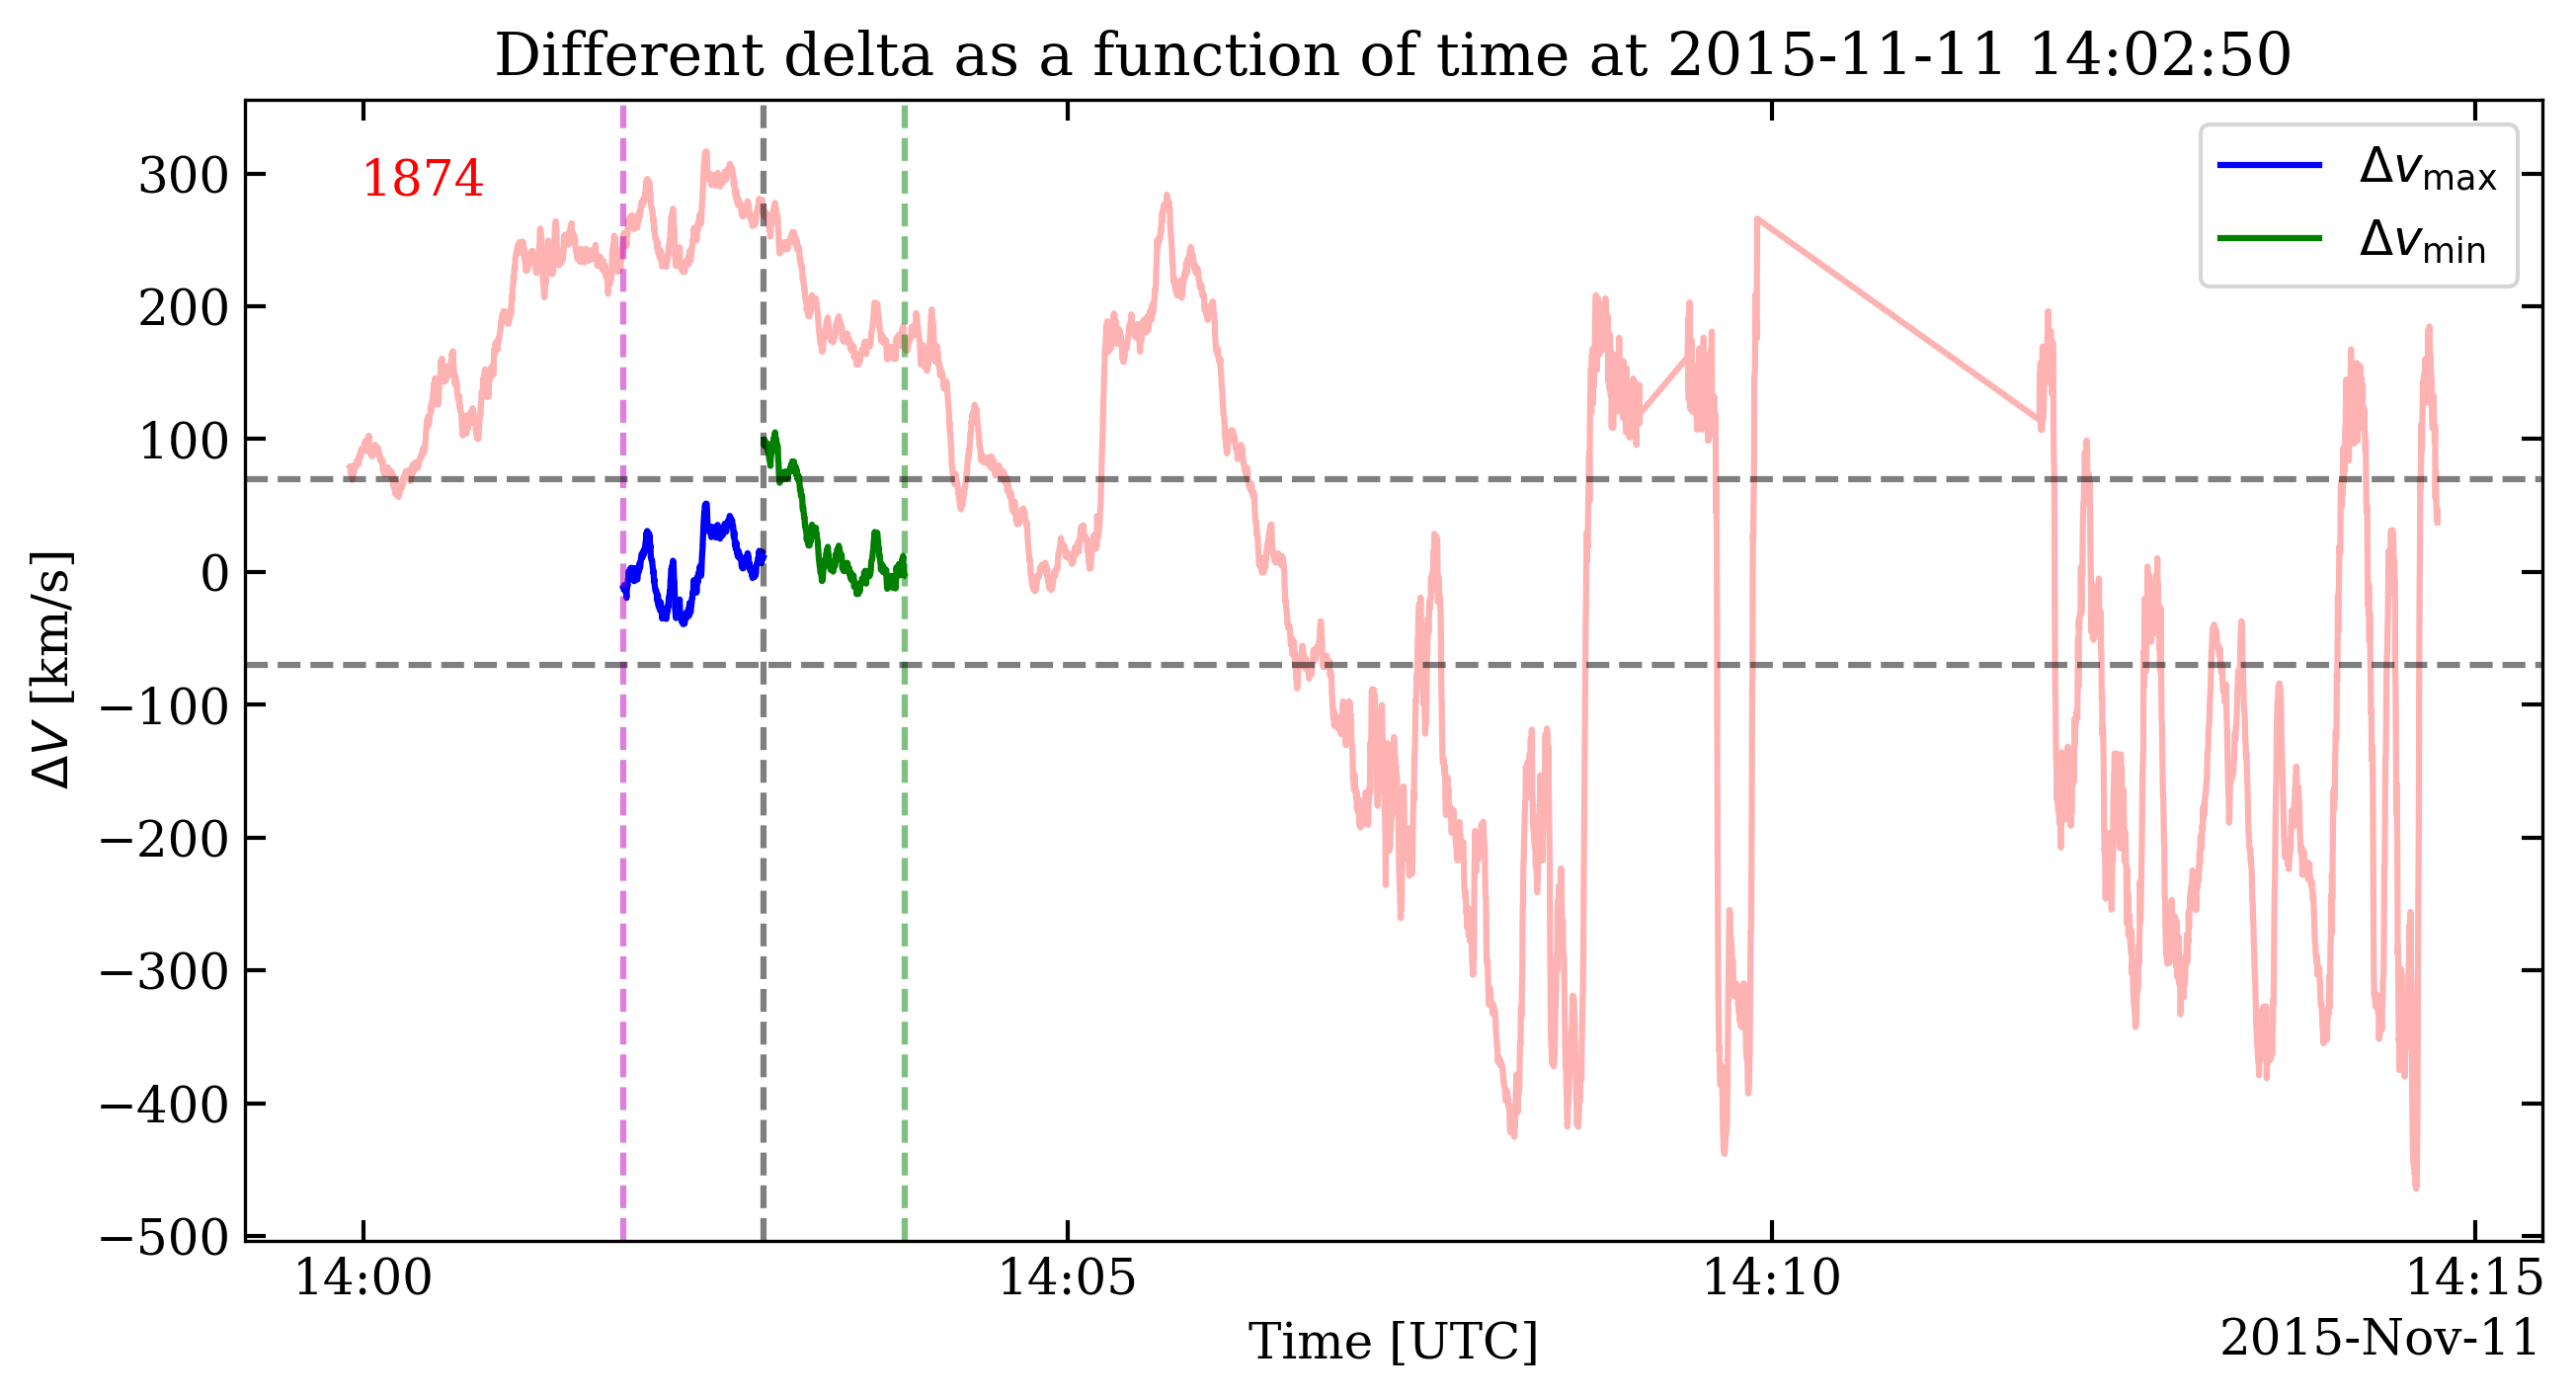 Different delta as a function of time at 2015-11-11 14:02:50
1874
Δv_max
Δv_min
300
200
100
0
−100
−200
−300
−400
−500
ΔV [km/s]
14:00 14:05 14:10 14:15
Time [UTC]
2015-Nov-11